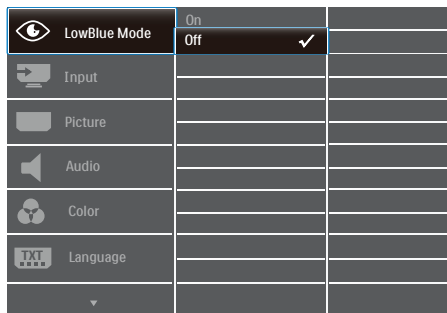 LowBlue Mode
On
Off
Input
Picture
Audio
Color
TXT
Language